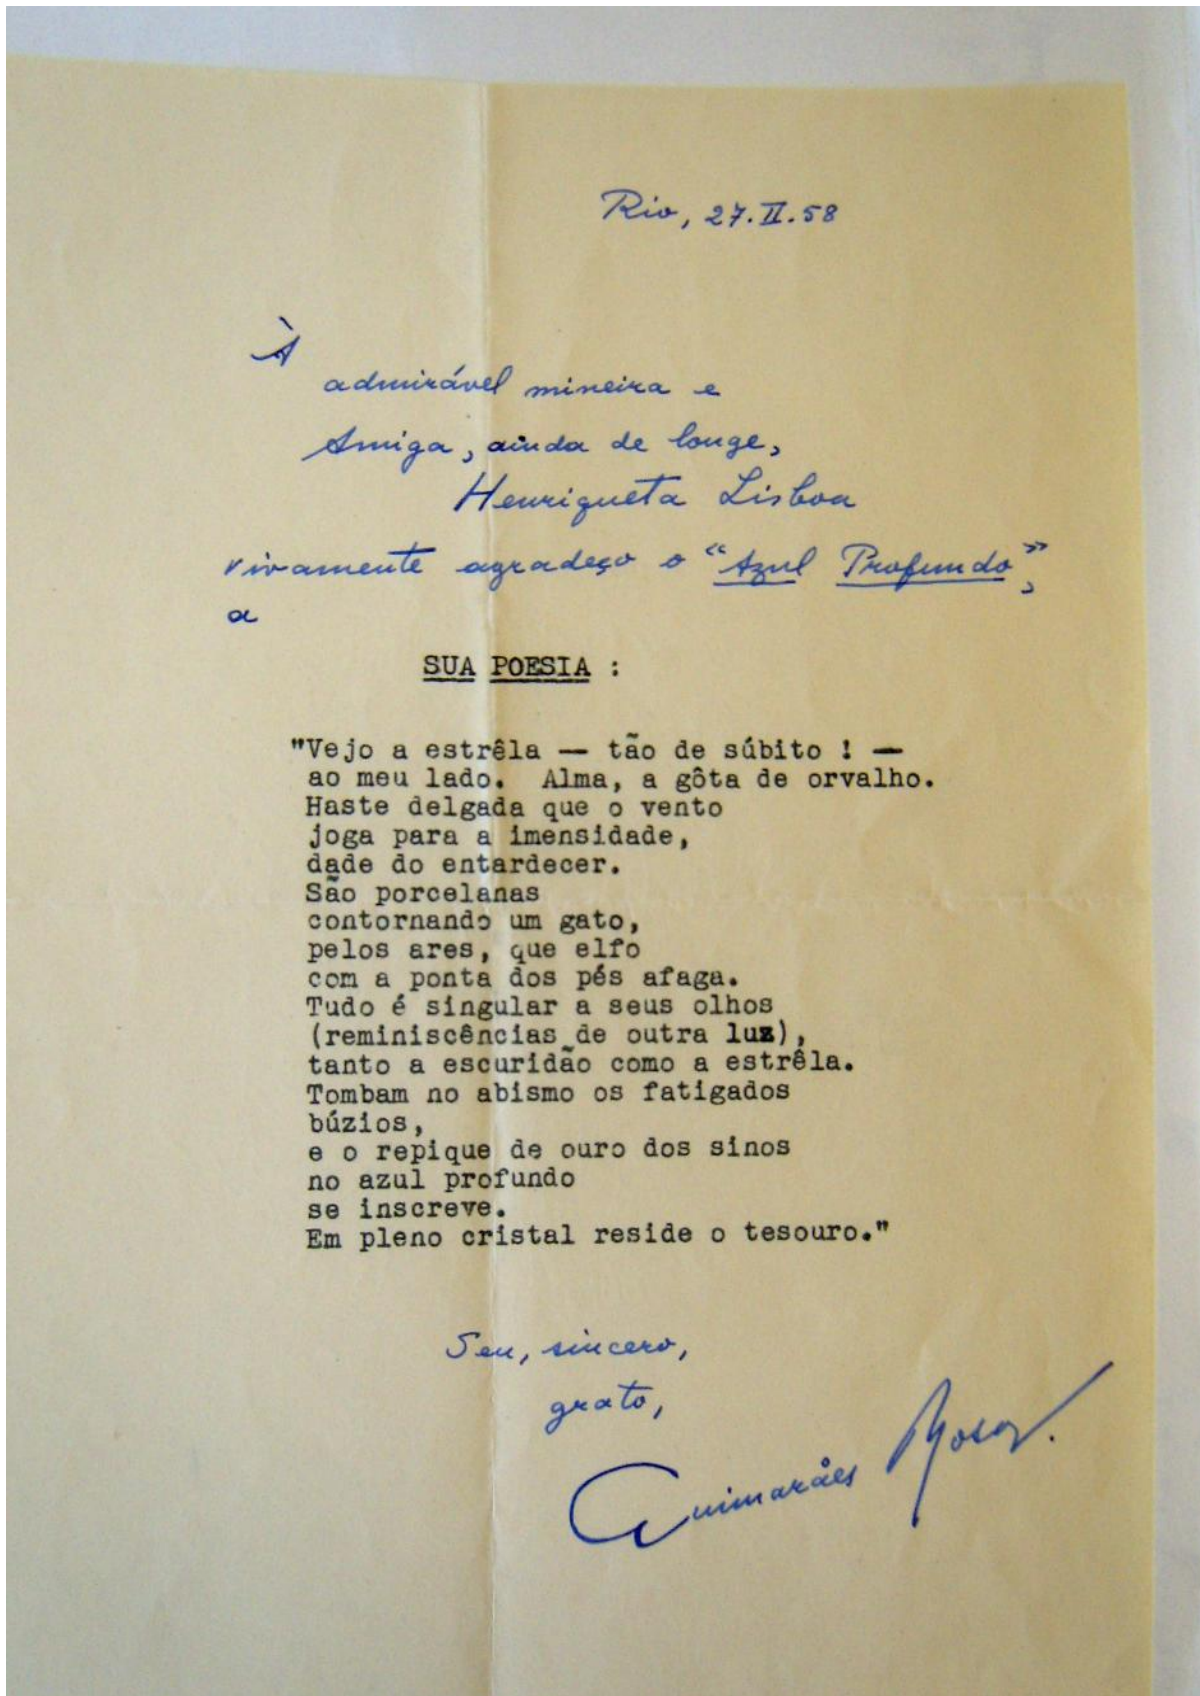 Rio, 27.II.58
À
admirável mineira e
Amiga, ainda de longe,
Henriqueta Lisboa
vivamente agradeço o "Azul Profundo",
a
SUA POESIA :
"Vejo a estrêla — tão de súbito ! —
ao meu lado. Alma, a gôta de orvalho.
Haste delgada que o vento
joga para a imensidade,
dade do entardecer.
São porcelanas
contornando um gato,
pelos ares, que elfo
com a ponta dos pés afaga.
Tudo é singular a seus olhos
(reminiscências de outra luz),
tanto a escuridão como a estrêla.
Tombam no abismo os fatigados
búzios,
e o repique de ouro dos sinos
no azul profundo
se inscreve.
Em pleno cristal reside o tesouro."
Seu, sincero,
grato,
Guimarães Rosa.